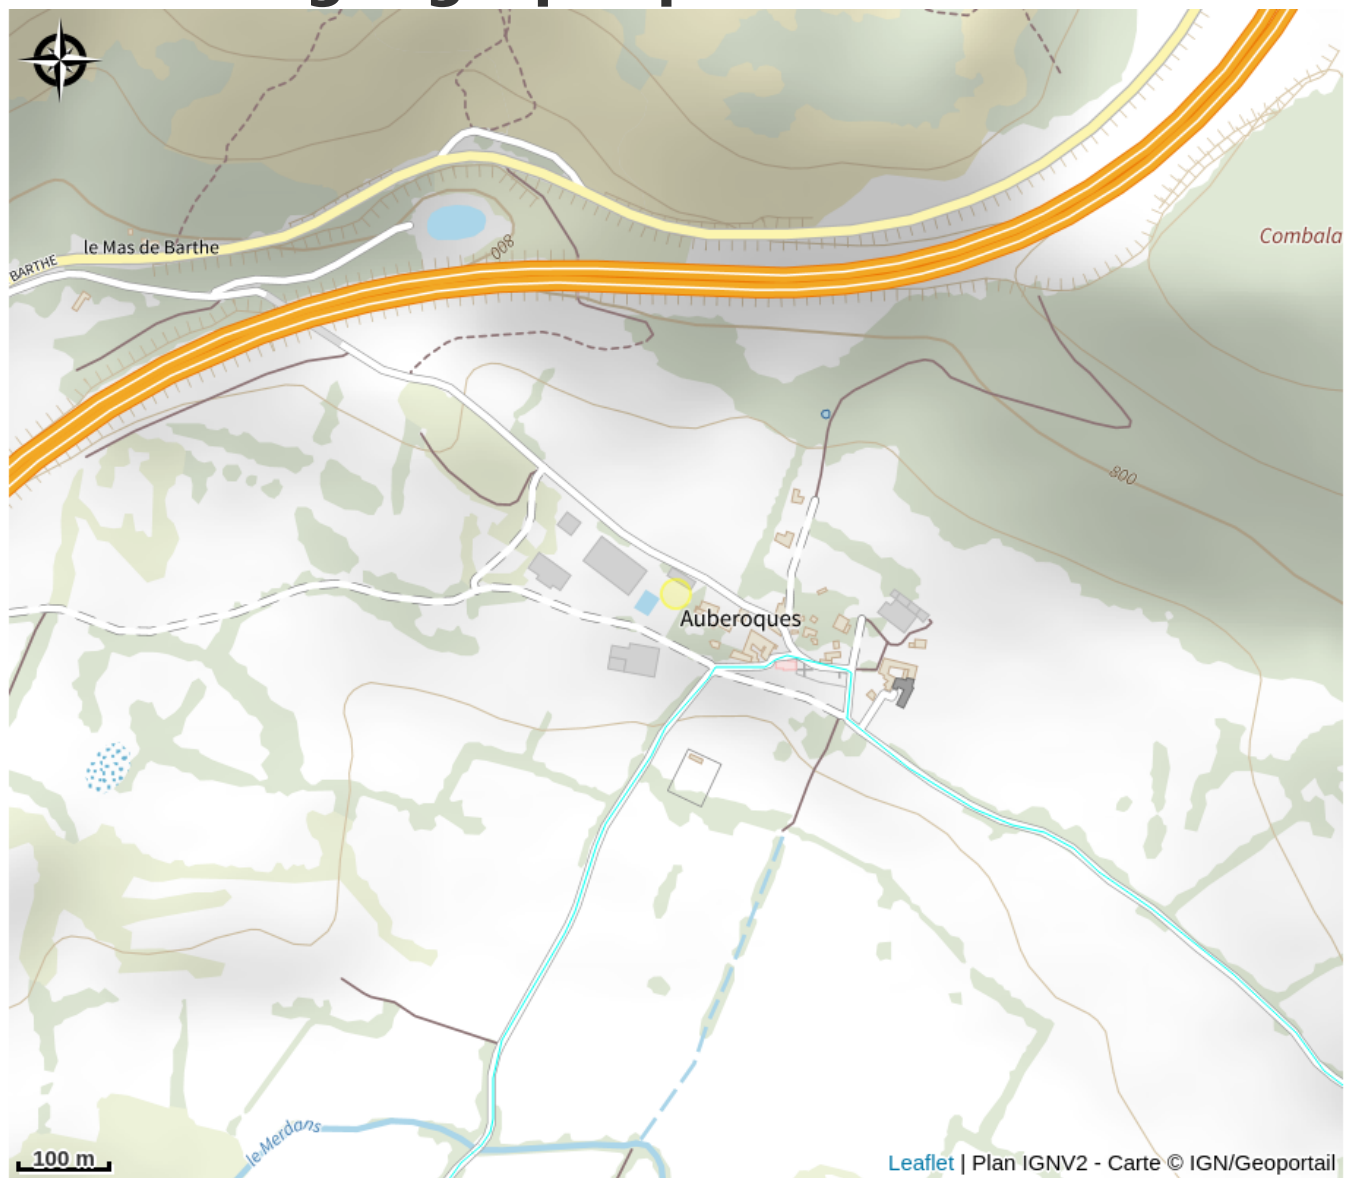 le Mas de Barthe
BARTHE
800
Combala
800
Auberoques
le Merdans
100 m
Leaflet | Plan IGNV2 - Carte © IGN/Geoportail